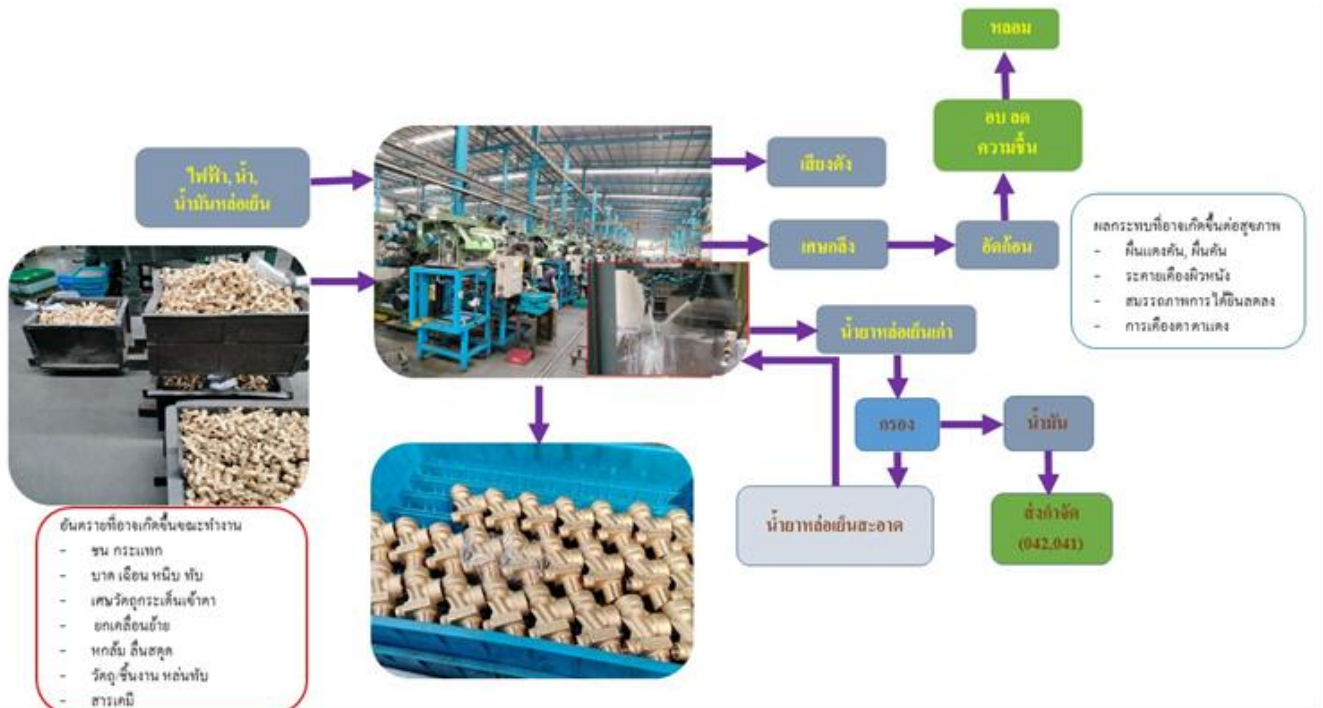 หลอม
อบ ลด
ความชื้น
ไฟฟ้า, น้ำ,
น้ำมันหล่อเย็น
เสียงดัง
เศษกลึง
อัดก้อน
ผลกระทบที่อาจเกิดขึ้นต่อสุขภาพ
- ผื่นแดงคัน, ผื่นคัน
- ระคายเคืองผิวหนัง
- สมรรถภาพการได้ยินลดลง
- การเคืองตา ตาแดง
น้ำยาหล่อเย็นเก่า
กรอง
น้ำมัน
น้ำยาหล่อเย็นสะอาด
ส่งกำจัด
(042,041)
อันตรายที่อาจเกิดขึ้นขณะทำงาน
- ชน กระแทก
- บาด เฉือน หนีบ ทับ
- เศษวัตถุกระเด็นเข้าตา
- ยกเคลื่อนย้าย
- หกล้ม ลื่นสดุด
- วัตถุ/ชิ้นงาน หล่นทับ
- สารเคมี